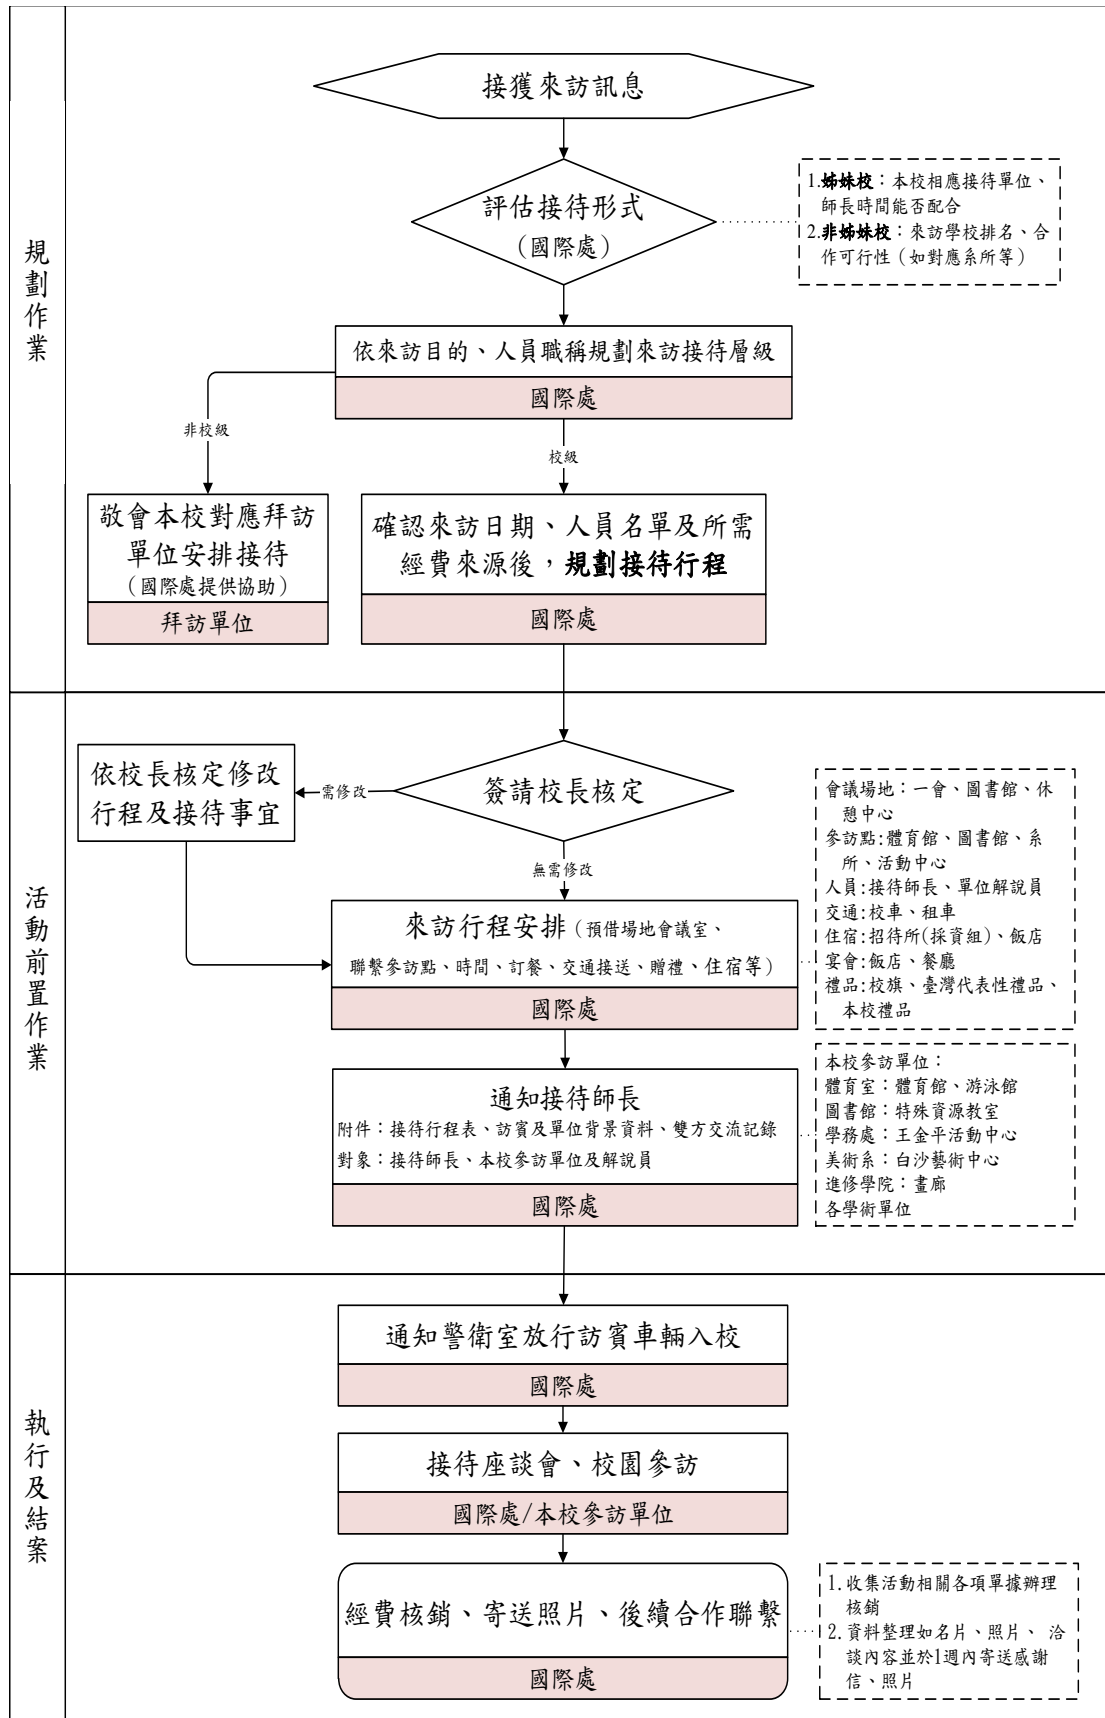 規劃作業
接獲來訪訊息
評估接待形式
(國際處)
1.姊妹校：本校相應接待單位、
師長時間能否配合
2.非姊妹校：來訪學校排名、合
作可行性（如對應系所等）
依來訪目的、人員職稱規劃來訪接待層級
國際處
非校級
校級
敬會本校對應拜訪
單位安排接待
(國際處提供協助)
拜訪單位
確認來訪日期、人員名單及所需
經費來源後，規劃接待行程
國際處
活動前置作業
依校長核定修改
行程及接待事宜
需修改
簽請校長核定
無需修改
會議場地：一會、圖書館、休
憩中心
參訪點:體育館、圖書館、系
所、活動中心
人員:接待師長、單位解說員
交通:校車、租車
住宿:招待所(採資組)、飯店
宴會:飯店、餐廳
禮品:校旗、臺灣代表性禮品、
本校禮品
來訪行程安排(預借場地會議室、
聯繫參訪點、時間、訂餐、交通接送、贈禮、住宿等)
國際處
通知接待師長
附件：接待行程表、訪賓及單位背景資料、雙方交流記錄
對象：接待師長、本校參訪單位及解說員
國際處
本校參訪單位：
體育室：體育館、游泳館
圖書館：特殊資源教室
學務處：王金平活動中心
美術系：白沙藝術中心
進修學院：畫廊
各學術單位
執行及結案
通知警衛室放行訪賓車輛入校
國際處
接待座談會、校園參訪
國際處/本校參訪單位
經費核銷、寄送照片、後續合作聯繫
國際處
1.收集活動相關各項單據辦理
核銷
2.資料整理如名片、照片、 洽
談內容並於1週內寄送感謝
信、照片